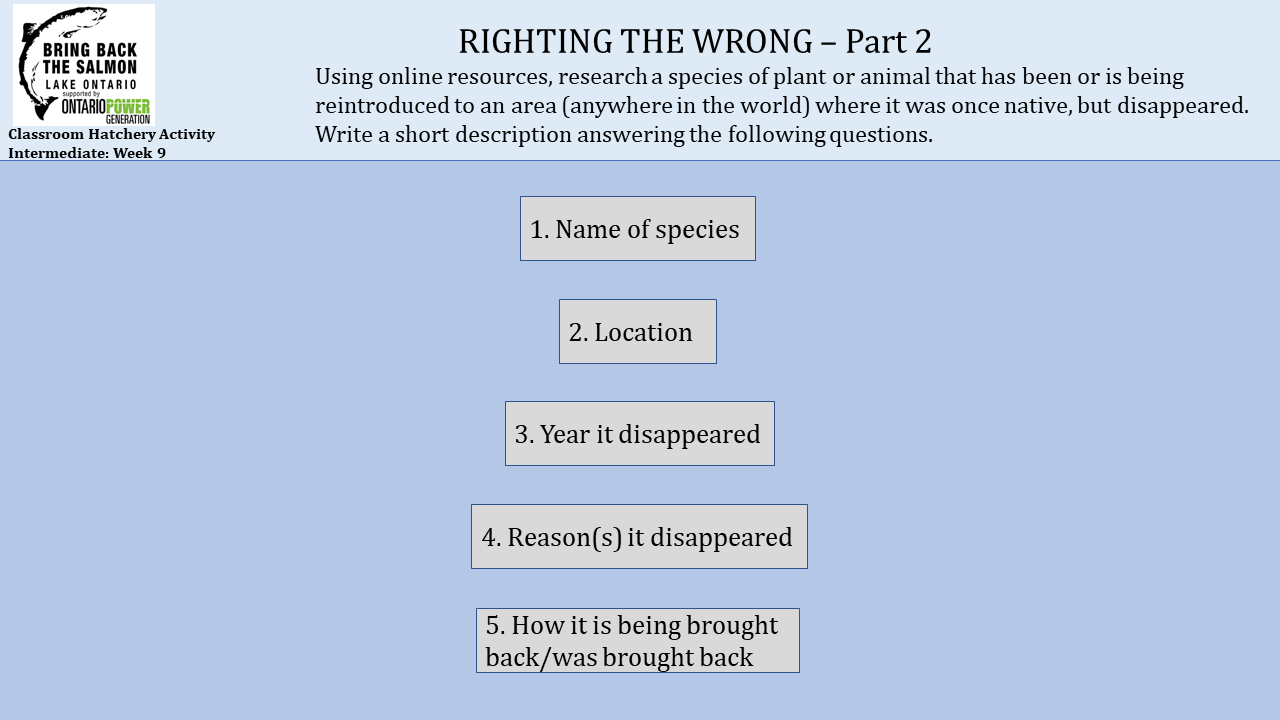 BRING BACK
THE SALMON
LAKE ONTARIO
supported by
ONTARIOPOWER
GENERATION
Classroom Hatchery Activity
Intermediate: Week 9
RIGHTING THE WRONG – Part 2
Using online resources, research a species of plant or animal that has been or is being
reintroduced to an area (anywhere in the world) where it was once native, but disappeared.
Write a short description answering the following questions.
1. Name of species
2. Location
3. Year it disappeared
4. Reason(s) it disappeared
5. How it is being brought
back/was brought back